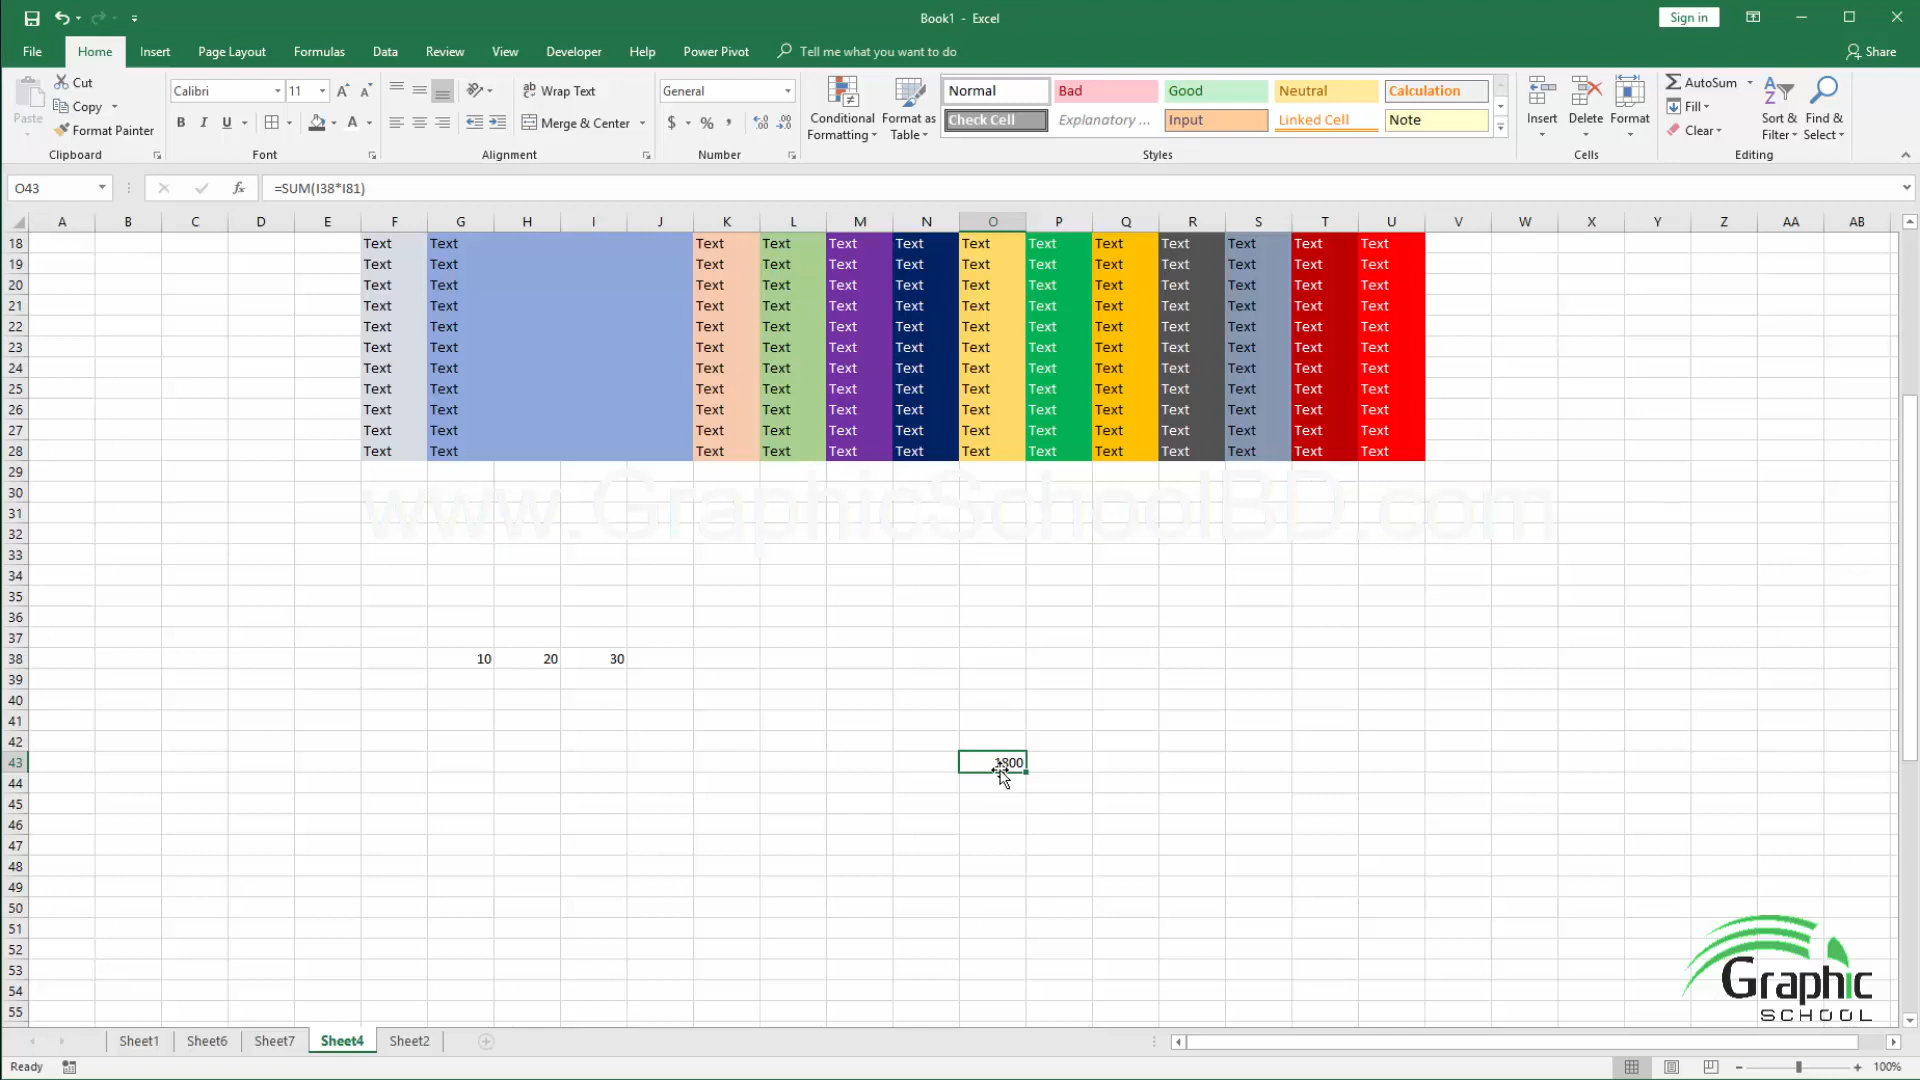 Book1 - Excel
Sign in
File Home Insert Page Layout Formulas Data Review View Developer Help Power Pivot Tell me what you want to do Share
Paste
Cut
Copy
Format Painter
Clipboard
Calibri 11
B I U
Font
Wrap Text
Merge & Center
Alignment
General
$ % ,
Number
Conditional Formatting
Format as Table
Normal Bad Good Neutral Calculation
Check Cell Explanatory ... Input Linked Cell Note
Styles
Insert Delete Format
Cells
AutoSum
Fill
Clear
Sort & Filter
Find & Select
Editing
O43 fx =SUM(I38*I81)
A B C D E F G H I J K L M N O P Q R S T U V W X Y Z AA AB
18 Text Text Text Text Text Text Text Text Text Text Text Text Text
19 Text Text Text Text Text Text Text Text Text Text Text Text Text
20 Text Text Text Text Text Text Text Text Text Text Text Text Text
21 Text Text Text Text Text Text Text Text Text Text Text Text Text
22 Text Text Text Text Text Text Text Text Text Text Text Text Text
23 Text Text Text Text Text Text Text Text Text Text Text Text Text
24 Text Text Text Text Text Text Text Text Text Text Text Text Text
25 Text Text Text Text Text Text Text Text Text Text Text Text Text
26 Text Text Text Text Text Text Text Text Text Text Text Text Text
27 Text Text Text Text Text Text Text Text Text Text Text Text Text
28 Text Text Text Text Text Text Text Text Text Text Text Text Text
29
30
www.GraphicSchoolBD.com
31
32
33
34
35
36
37
38 10 20 30
39
40
41
42
43 1800
44
45
46
47
48
49
50
51
52
53
54
55
Graphic
SCHOOL
Sheet1 Sheet6 Sheet7 Sheet4 Sheet2
Ready 100%